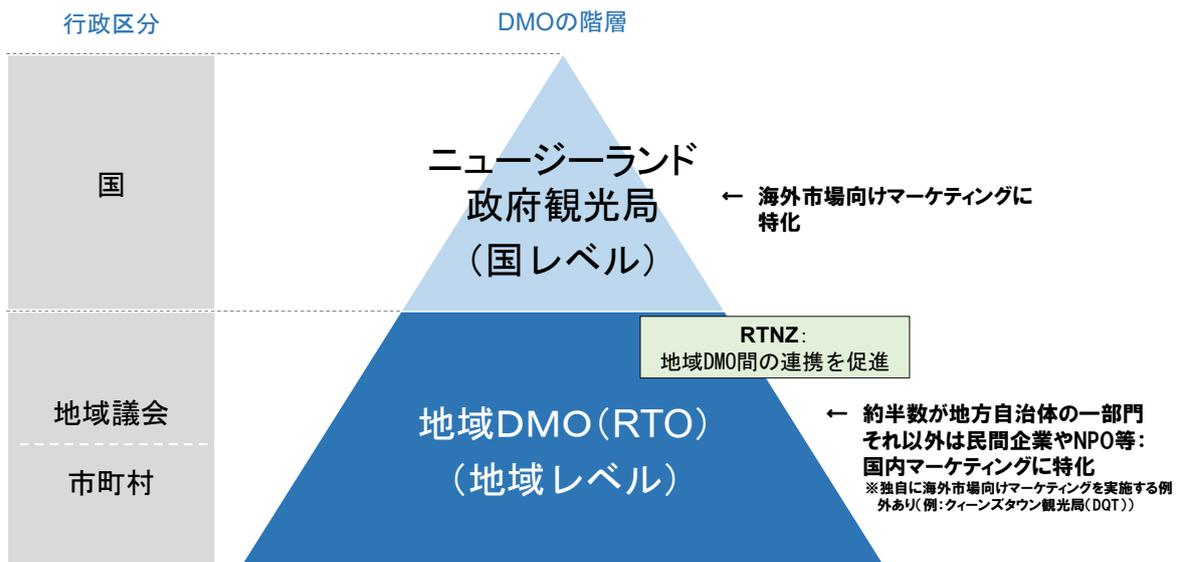 行政区分
DMOの階層
国
ニュージーランド
政府観光局
（国レベル）
← 海外市場向けマーケティングに
特化
RTNZ：
地域DMO間の連携を促進
地域議会
市町村
地域DMO（RTO）
（地域レベル）
← 約半数が地方自治体の一部門
それ以外は民間企業やNPO等：
国内マーケティングに特化
※独自に海外市場向けマーケティングを実施する例
外あり（例：クィーンズタウン観光局（DQT））